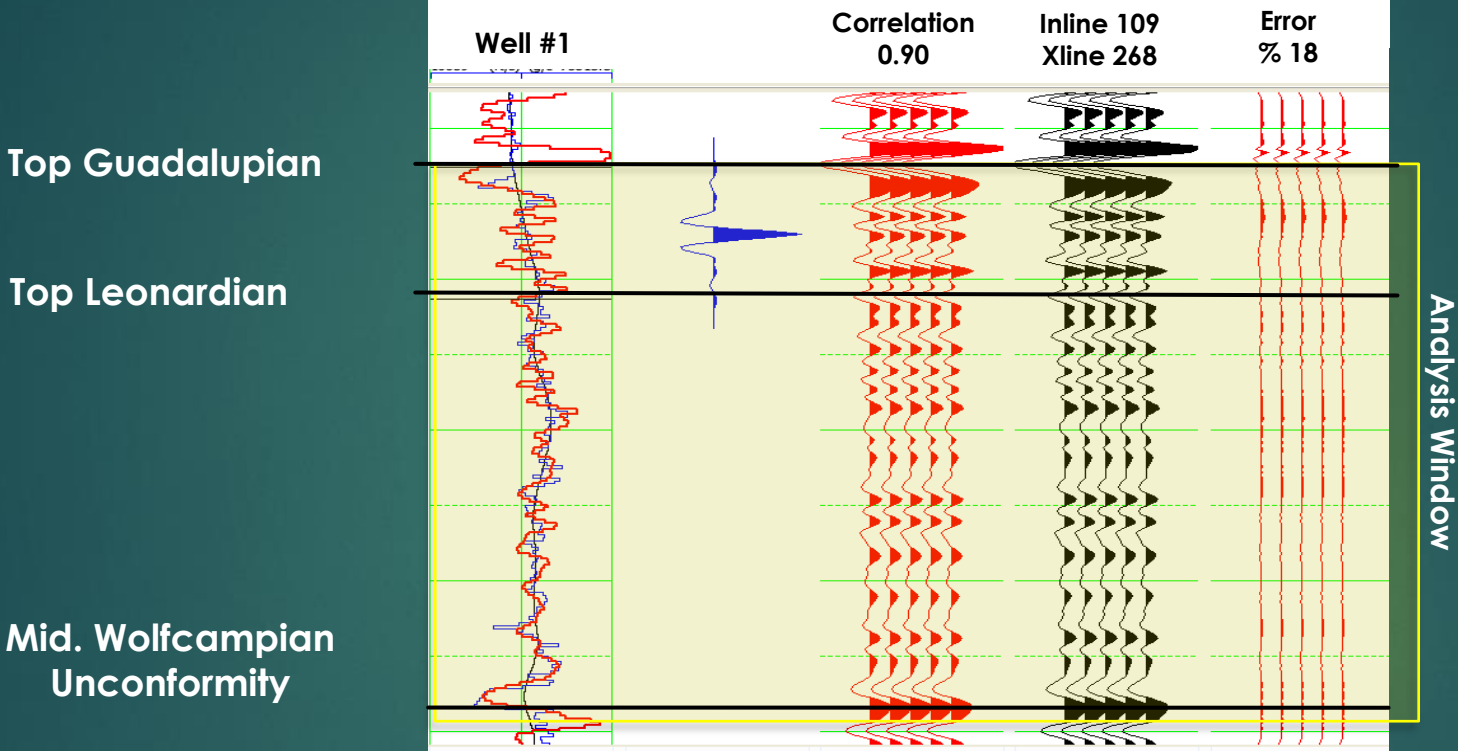 Well #1
Correlation
0.90
Inline 109
Xline 268
Error
% 18
Top Guadalupian
Top Leonardian
Mid. Wolfcampian
Unconformity
Analysis Window